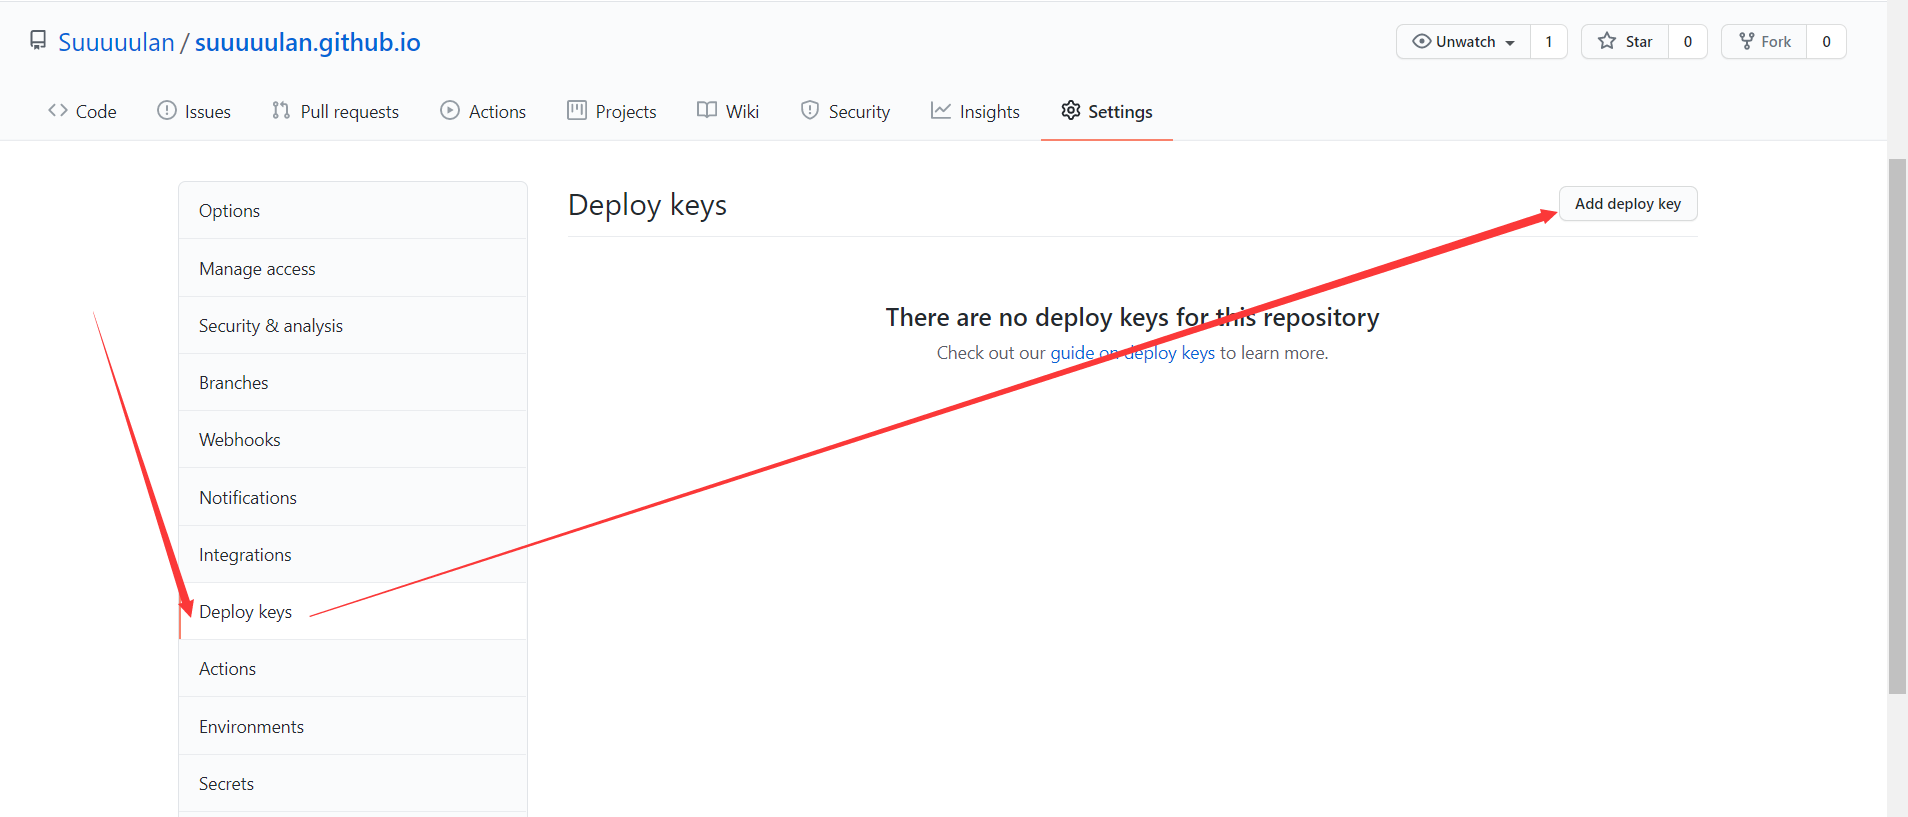 Suuuuulan / suuuuulan.github.io
Unwatch 1 Star 0 Fork 0
Code Issues Pull requests Actions Projects Wiki Security Insights Settings
Options
Manage access
Security & analysis
Branches
Webhooks
Notifications
Integrations
Deploy keys
Actions
Environments
Secrets
Deploy keys
Add deploy key
There are no deploy keys for this repository
Check out our guide on deploy keys to learn more.